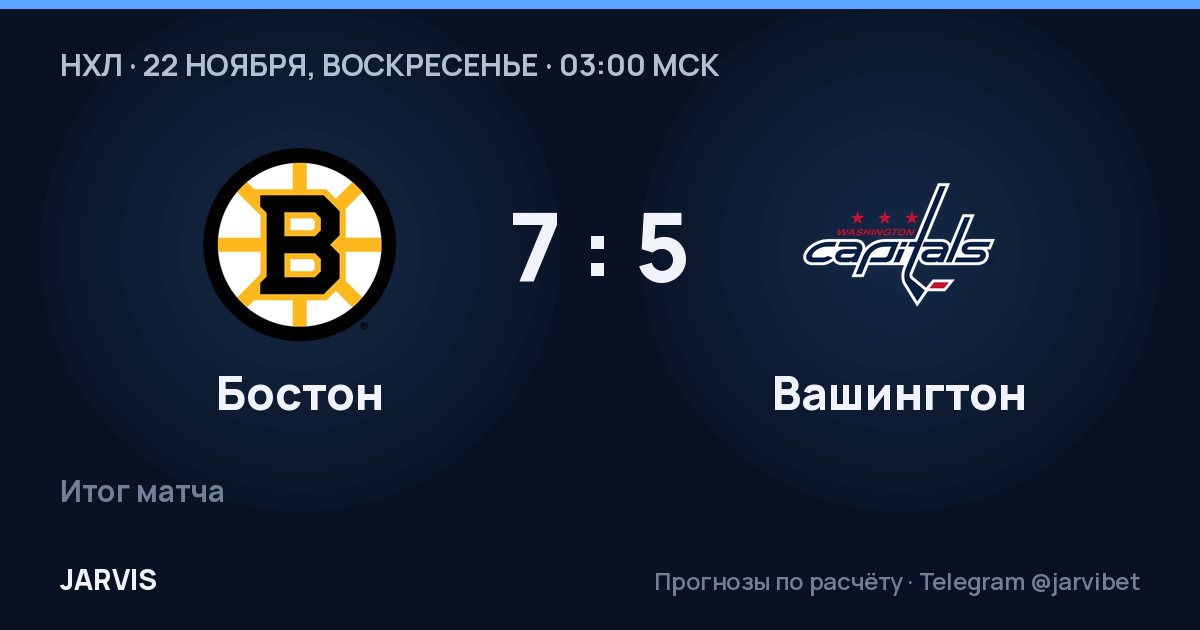 НХЛ · 22 НОЯБРЯ, ВОСКРЕСЕНЬЕ · 03:00 МСК
B
®
WASHINGTON
capitals
7 : 5
Бостон
Вашингтон
Итог матча
JARVIS
Прогнозы по расчёту · Telegram @jarvibet